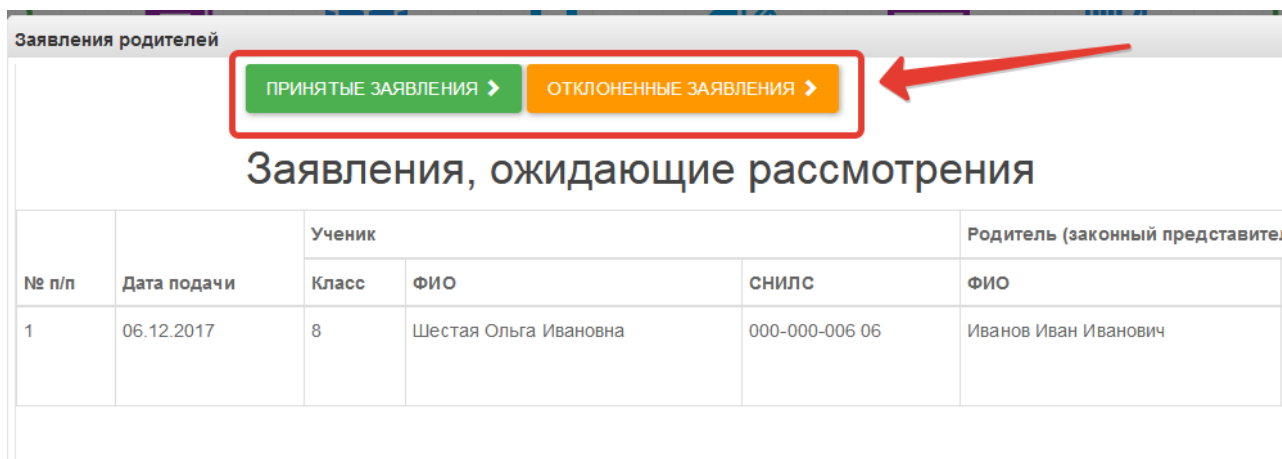 Заявления родителей
ПРИНЯТЫЕ ЗАЯВЛЕНИЯ ОТКЛОНЕННЫЕ ЗАЯВЛЕНИЯ
Заявления, ожидающие рассмотрения
Ученик Родитель (законный представител
№ п/п Дата подачи Класс ФИО СНИЛС ФИО
1 06.12.2017 8 Шестая Ольга Ивановна 000-000-006 06 Иванов Иван Иванович